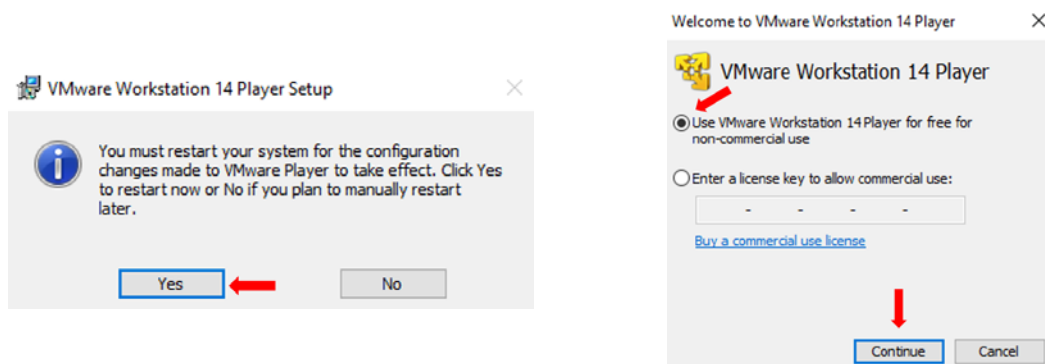 VMware Workstation 14 Player Setup
You must restart your system for the configuration
changes made to VMware Player to take effect. Click Yes
to restart now or No if you plan to manually restart
later.
Yes
No
Welcome to VMware Workstation 14 Player
VMware Workstation 14 Player
Use VMware Workstation 14 Player for free for
non-commercial use
Enter a license key to allow commercial use:
- - - -
Buy a commercial use license
Continue
Cancel